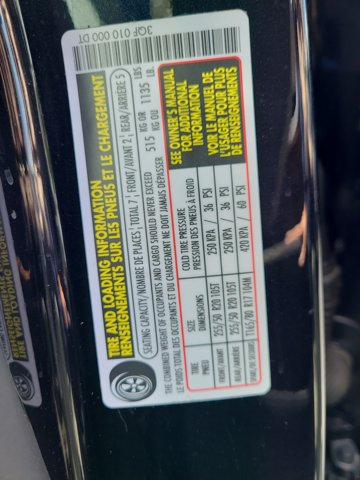 3QF 010 000 DT
TIRE AND LOADING INFORMATION
RENSEIGNEMENTS SUR LES PNEUS ET LE CHARGEMENT
SEATING CAPACITY/NOMBRE DE PLACES | TOTAL 7 | FRONT/AVANT 2 | REAR/ARRIÈRE 5
THE COMBINED WEIGHT OF OCCUPANTS AND CARGO SHOULD NEVER EXCEED 515 KG OR 1135 LBS
LE POIDS TOTAL DES OCCUPANTS ET DU CHARGEMENT NE DOIT JAMAIS DÉPASSER KG OU LB.
TIRE DIMENSIONS COLD TIRE PRESSURE
PNEU PRESSION DES PNEUS À FROID
FRONT/AVANT 255/50 R20 105T 250 KPA / 36 PSI
REAR/ARRIÈRE 255/50 R20 105T 250 KPA / 36 PSI
SPARE/DE SECOURS T165/80 R17 104M 420 KPA / 60 PSI
SEE OWNER'S MANUAL
FOR ADDITIONAL
INFORMATION
VOIR LE MANUEL DE
L'USAGER POUR PLUS
DE RENSEIGNEMENTS